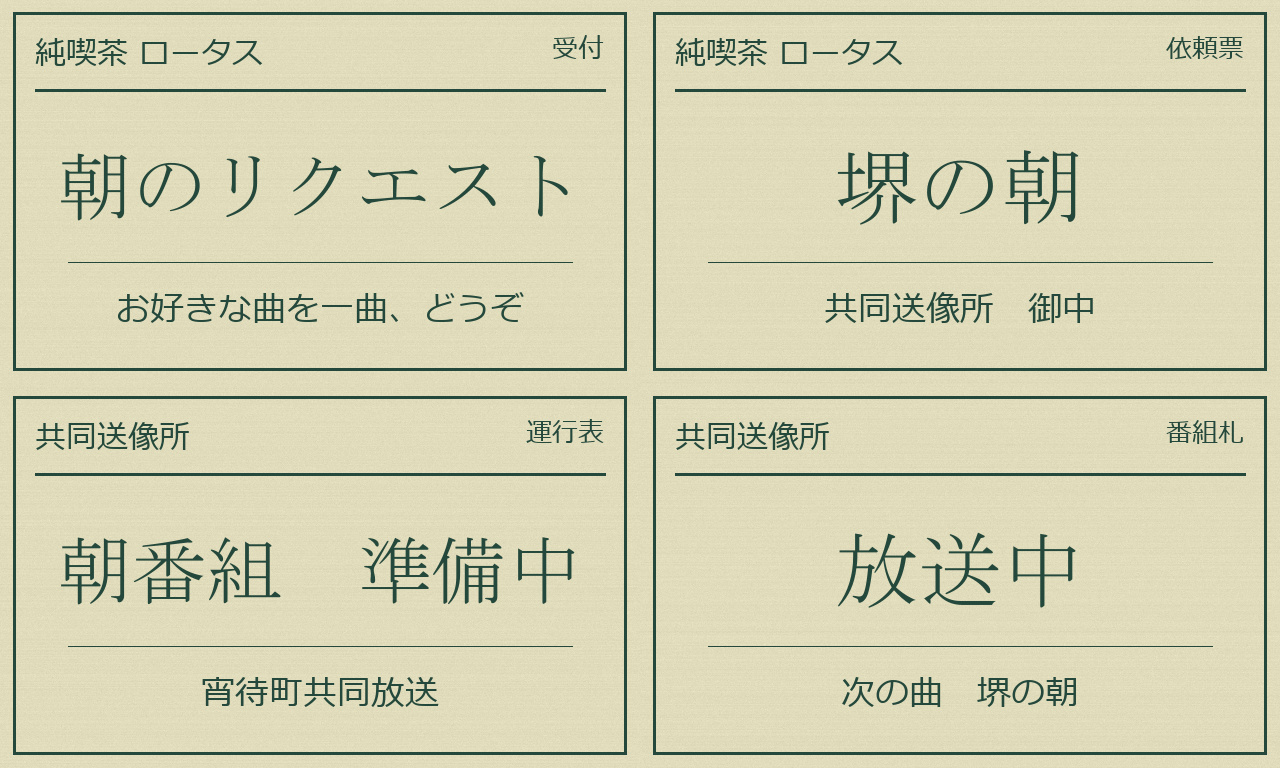 純喫茶 ロータス
受付
朝のリクエスト
お好きな曲を一曲、どうぞ
純喫茶 ロータス
依頼票
堺の朝
共同送像所　御中
共同送像所
運行表
朝番組　準備中
宵待町共同放送
共同送像所
番組札
放送中
次の曲　堺の朝